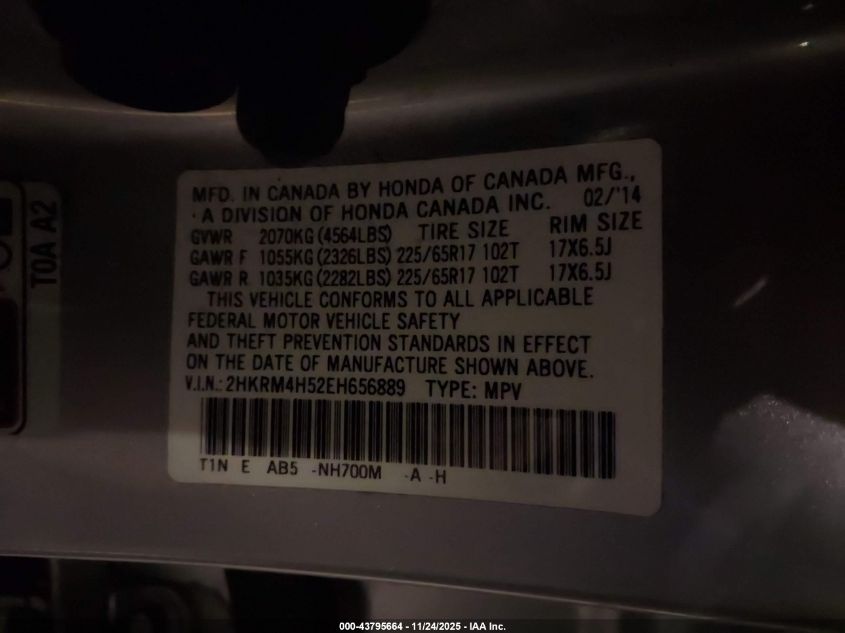 T0A A2
MFD. IN CANADA BY HONDA OF CANADA MFG.,
A DIVISION OF HONDA CANADA INC. 02/'14
GVWR 2070KG (4564LBS) TIRE SIZE RIM SIZE
GAWR F 1055KG (2326LBS) 225/65R17 102T 17X6.5J
GAWR R 1035KG (2282LBS) 225/65R17 102T 17X6.5J
THIS VEHICLE CONFORMS TO ALL APPLICABLE
FEDERAL MOTOR VEHICLE SAFETY
AND THEFT PREVENTION STANDARDS IN EFFECT
ON THE DATE OF MANUFACTURE SHOWN ABOVE.
V.I.N.: 2HKRM4H52EH656889 TYPE: MPV
T1N E AB5 -NH700M -A -H
000-43795664 - 11/24/2025 - IAA Inc.